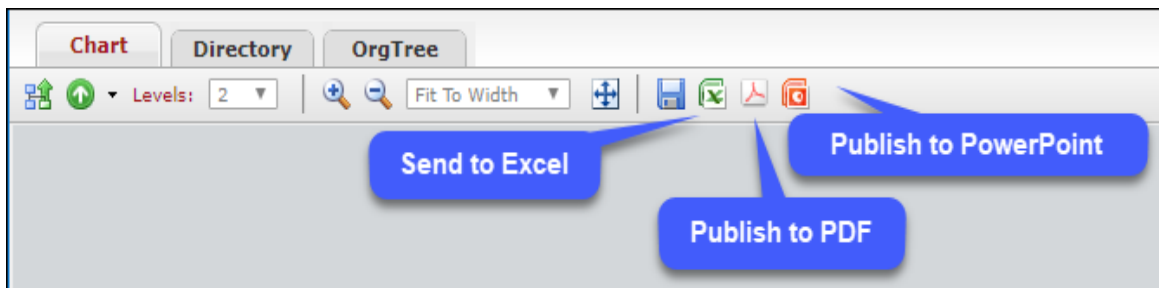 Chart Directory OrgTree
Levels: 2 Fit To Width
Send to Excel
Publish to PowerPoint
Publish to PDF